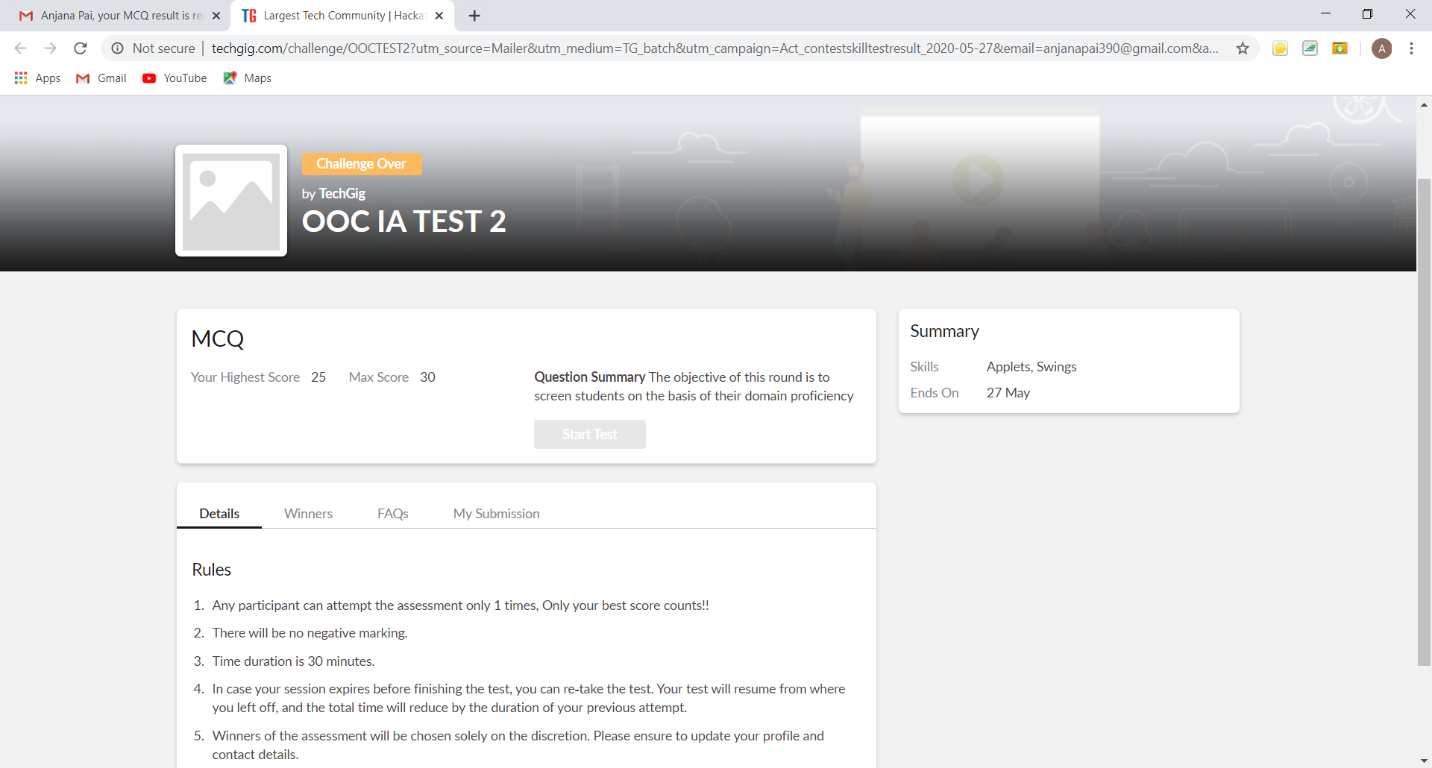 Anjana Pai, your MCQ result is re
Largest Tech Community | Hacka
Not secure | techgig.com/challenge/OOCTEST2?utm_source=Mailer&utm_medium=TG_batch&utm_campaign=Act_contestskilltestresult_2020-05-27&email=anjanapai390@gmail.com&a...
A
Apps Gmail YouTube Maps
Challenge Over
by TechGig
OOC IA TEST 2
MCQ
Your Highest Score 25 Max Score 30
Question Summary The objective of this round is to
screen students on the basis of their domain proficiency
Start Test
Summary
Skills Applets, Swings
Ends On 27 May
Details Winners FAQs My Submission
Rules
1. Any participant can attempt the assessment only 1 times, Only your best score counts!!
2. There will be no negative marking.
3. Time duration is 30 minutes.
4. In case your session expires before finishing the test, you can re-take the test. Your test will resume from where
you left off, and the total time will reduce by the duration of your previous attempt.
5. Winners of the assessment will be chosen solely on the discretion. Please ensure to update your profile and
contact details.